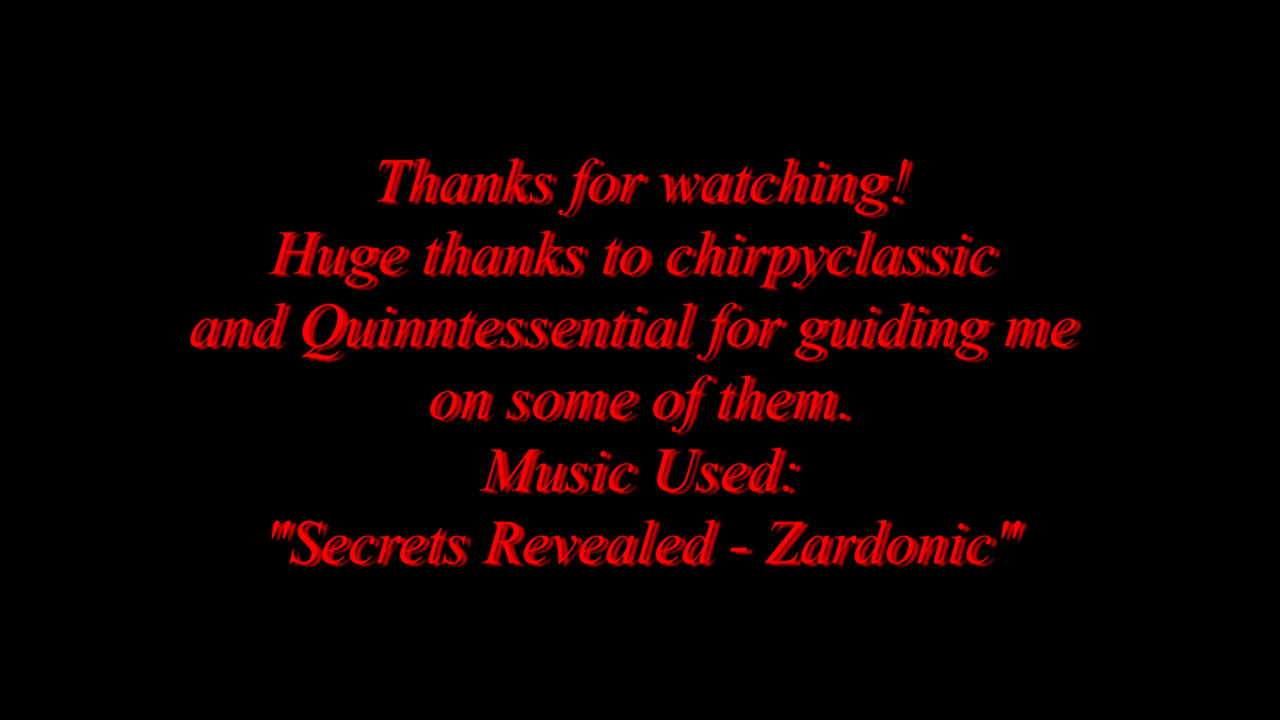 Thanks for watching!
Huge thanks to chirpyclassic
and Quinntessential for guiding me
on some of them.
Music Used:
"Secrets Revealed - Zardonic"